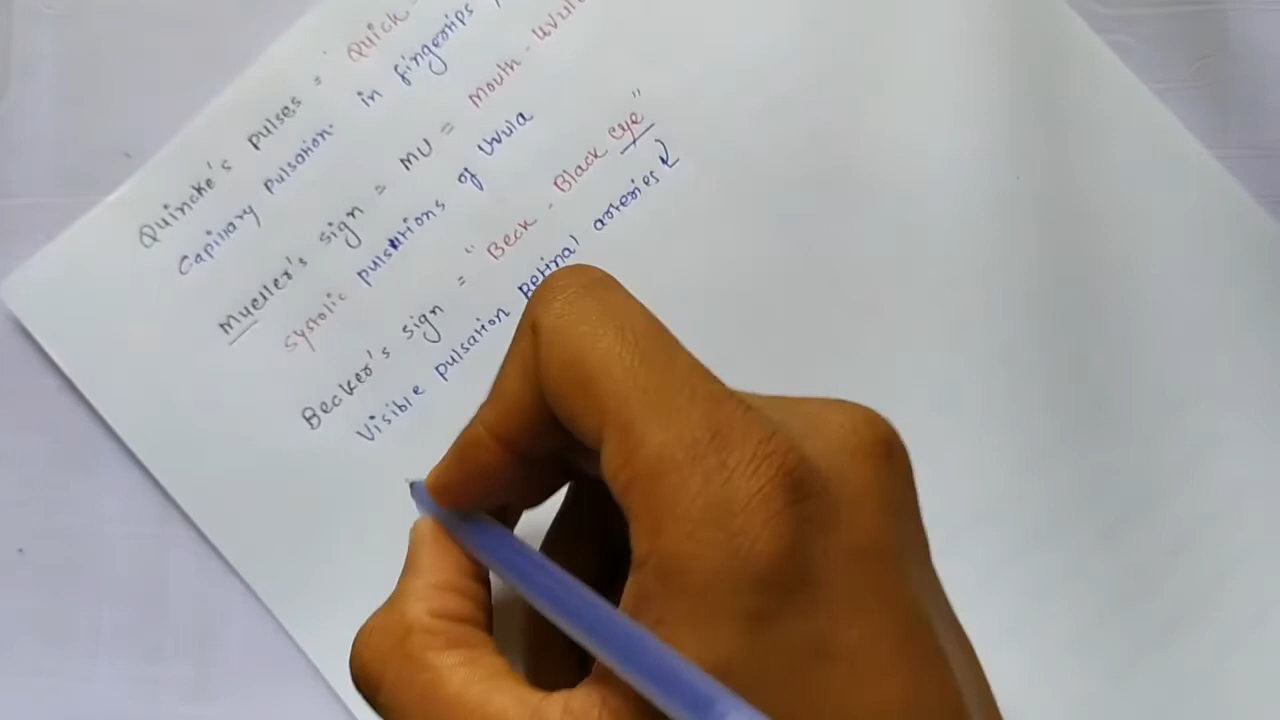 Quincke's pulses = "Quick -
Capillary Pulsation in fingertips
Mueller's sign = MU = Mouth - Uvula
Systolic pulsations of Uvula
Becker's sign = "Beck - Black Eye"
Visible pulsation Retinal arteries